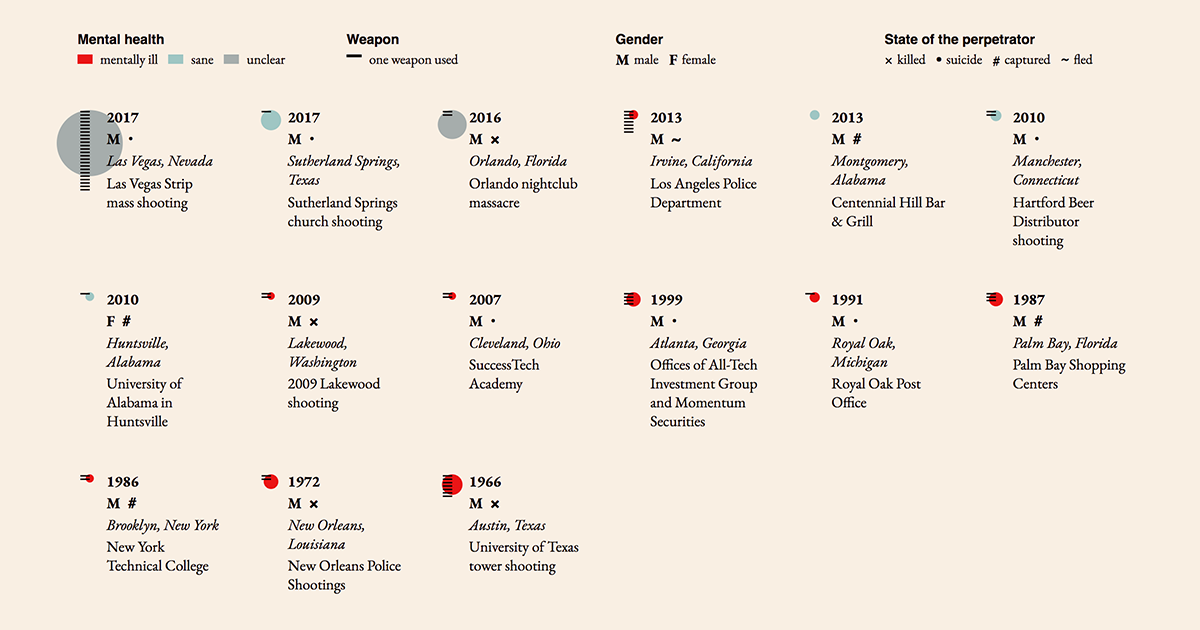 Mental health
mentally ill sane unclear
Weapon
one weapon used
Gender
M male F female
State of the perpetrator
× killed • suicide # captured ~ fled
2017
M •
Las Vegas, Nevada
Las Vegas Strip
mass shooting
2017
M •
Sutherland Springs,
Texas
Sutherland Springs
church shooting
2016
M ×
Orlando, Florida
Orlando nightclub
massacre
2013
M ~
Irvine, California
Los Angeles Police
Department
2013
M #
Montgomery,
Alabama
Centennial Hill Bar
& Grill
2010
M •
Manchester,
Connecticut
Hartford Beer
Distributor
shooting
2010
F #
Huntsville,
Alabama
University of
Alabama in
Huntsville
2009
M ×
Lakewood,
Washington
2009 Lakewood
shooting
2007
M •
Cleveland, Ohio
SuccessTech
Academy
1999
M •
Atlanta, Georgia
Offices of All-Tech
Investment Group
and Momentum
Securities
1991
M •
Royal Oak,
Michigan
Royal Oak Post
Office
1987
M #
Palm Bay, Florida
Palm Bay Shopping
Centers
1986
M #
Brooklyn, New York
New York
Technical College
1972
M ×
New Orleans,
Louisiana
New Orleans Police
Shootings
1966
M ×
Austin, Texas
University of Texas
tower shooting